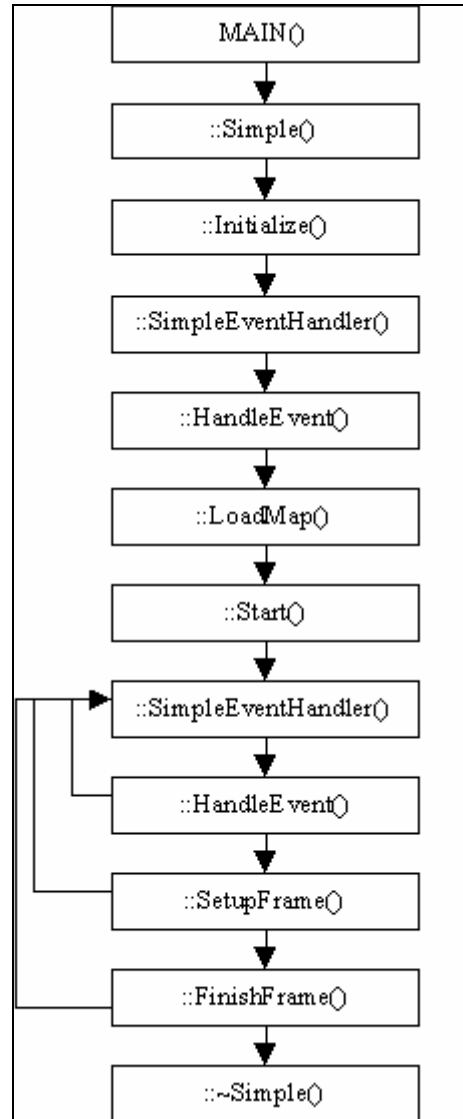 MAIN()
::Simple()
::Initialize()
::SimpleEventHandler()
::HandleEvent()
::LoadMap()
::Start()
::SimpleEventHandler()
::HandleEvent()
::SetupFrame()
::FinishFrame()
::~Simple()